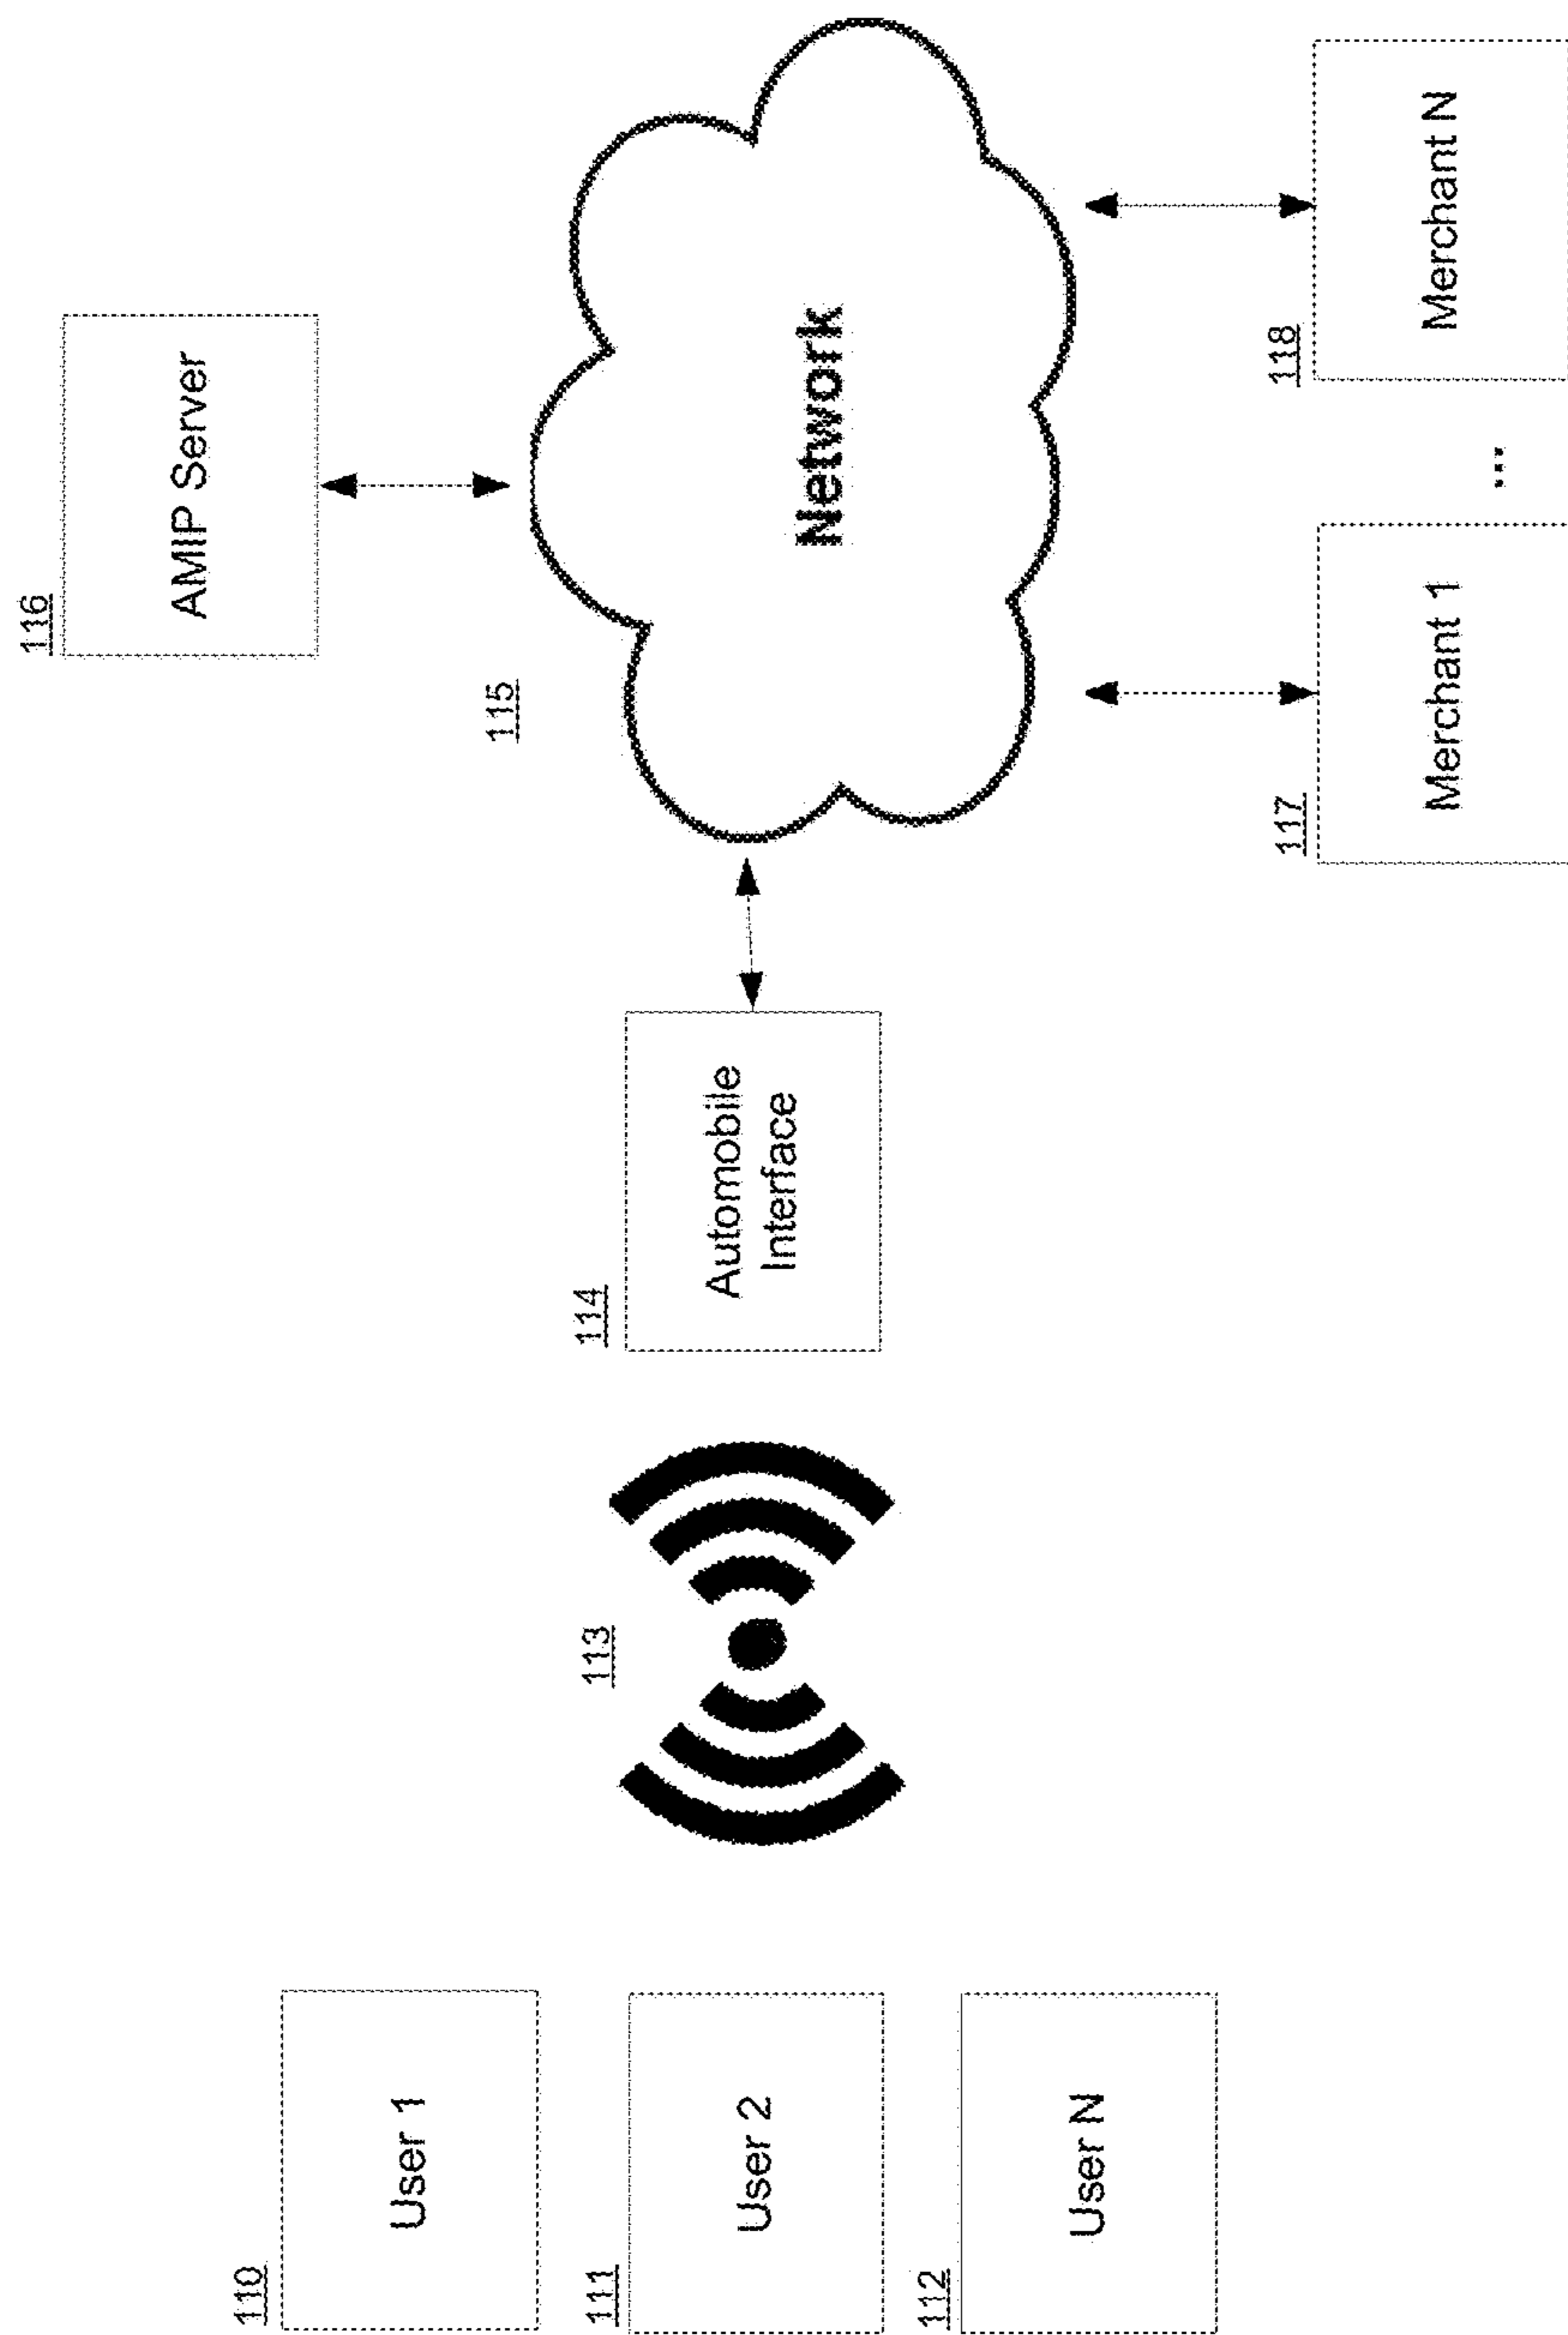 116
AMIP Server
115
Network
110
User 1
111
User 2
112
User N
113
114
Automobile
Interface
117
Merchant 1
...
118
Merchant N